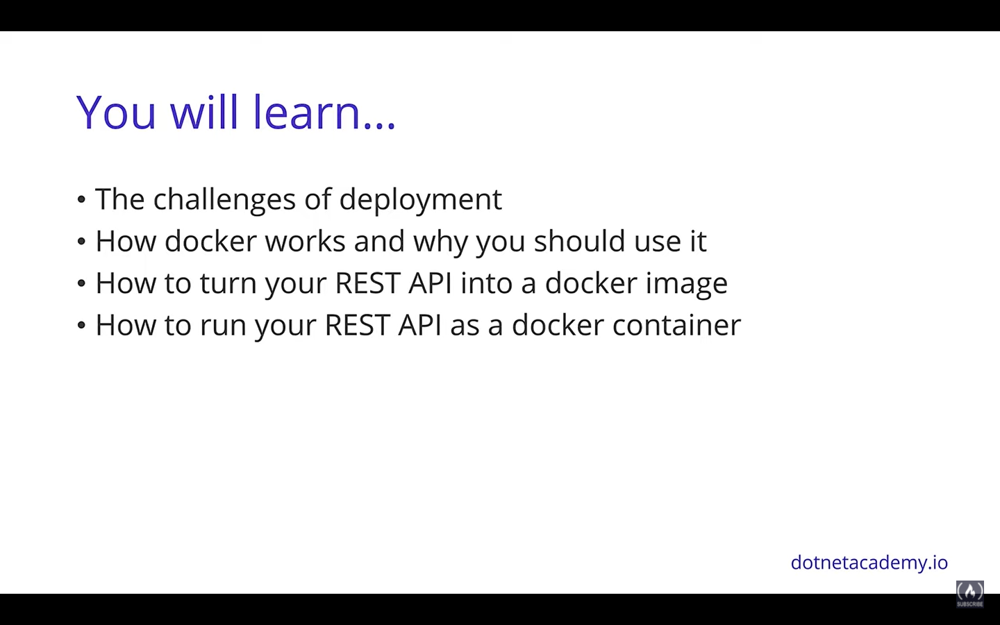 You will learn...
• The challenges of deployment
• How docker works and why you should use it
• How to turn your REST API into a docker image
• How to run your REST API as a docker container
dotnetacademy.io
SUBSCRIBE